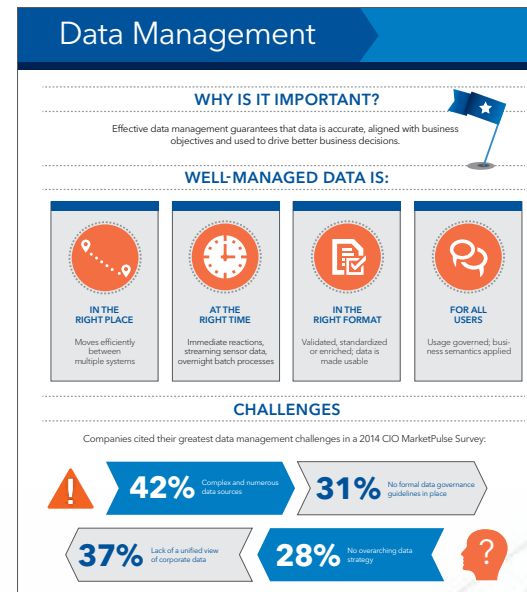 Data Management
WHY IS IT IMPORTANT?
Effective data management guarantees that data is accurate, aligned with business
objectives and used to drive better business decisions.
WELL-MANAGED DATA IS:
IN THE
RIGHT PLACE
Moves efficiently
between
multiple systems
AT THE
RIGHT TIME
Immediate reactions,
streaming sensor data,
overnight batch processes
IN THE
RIGHT FORMAT
Validated, standardized
or enriched; data is
made usable
FOR ALL
USERS
Usage governed; busi-
ness semantics applied
CHALLENGES
Companies cited their greatest data management challenges in a 2014 CIO MarketPulse Survey:
!
42%
Complex and numerous
data sources
31%
No formal data governance
guidelines in place
37%
Lack of a unified view
of corporate data
28%
No overarching data
strategy
?